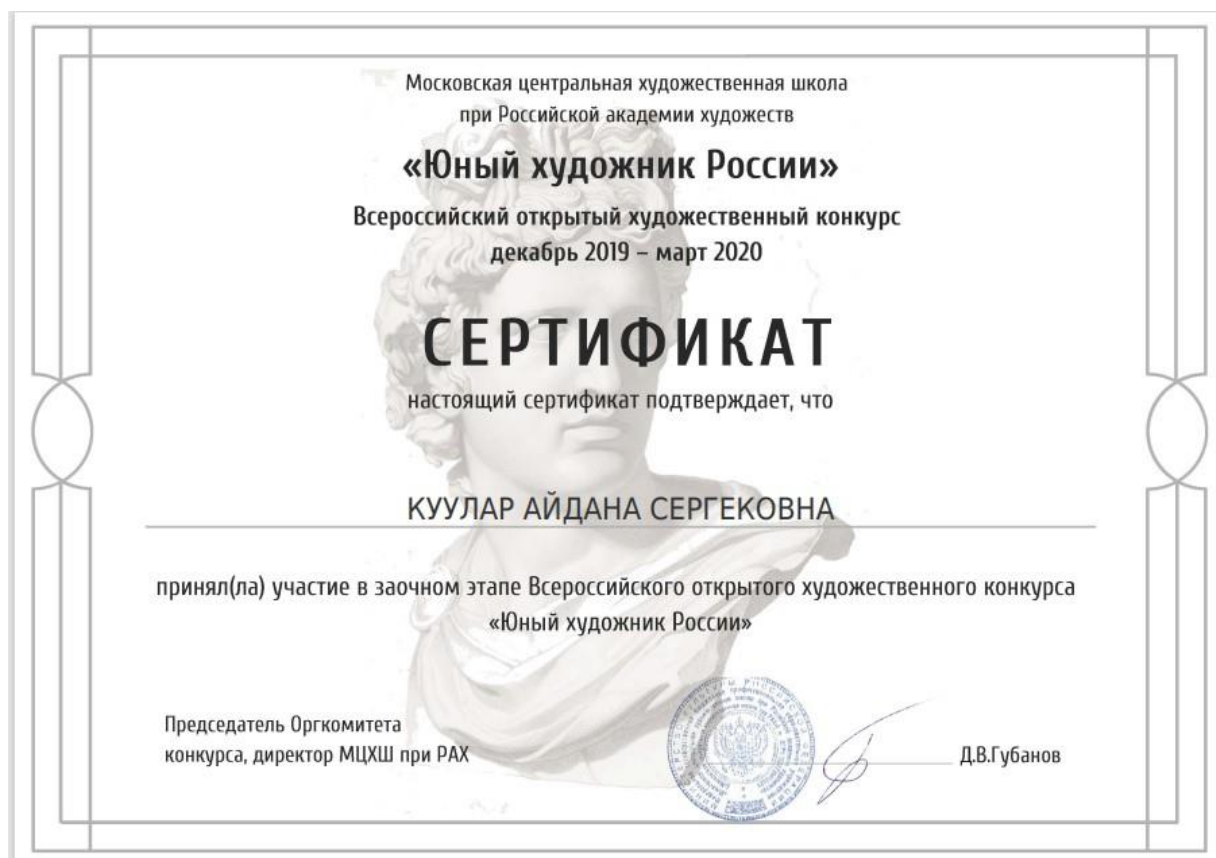 Московская центральная художественная школа
при Российской академии художеств
«Юный художник России»
Всероссийский открытый художественный конкурс
декабрь 2019 – март 2020
СЕРТИФИКАТ
настоящий сертификат подтверждает, что
КУУЛАР АЙДАНА СЕРГЕКОВНА
принял(ла) участие в заочном этапе Всероссийского открытого художественного конкурса
«Юный художник России»
Председатель Оргкомитета
конкурса, директор МЦХШ при РАХ
Д.В.Губанов